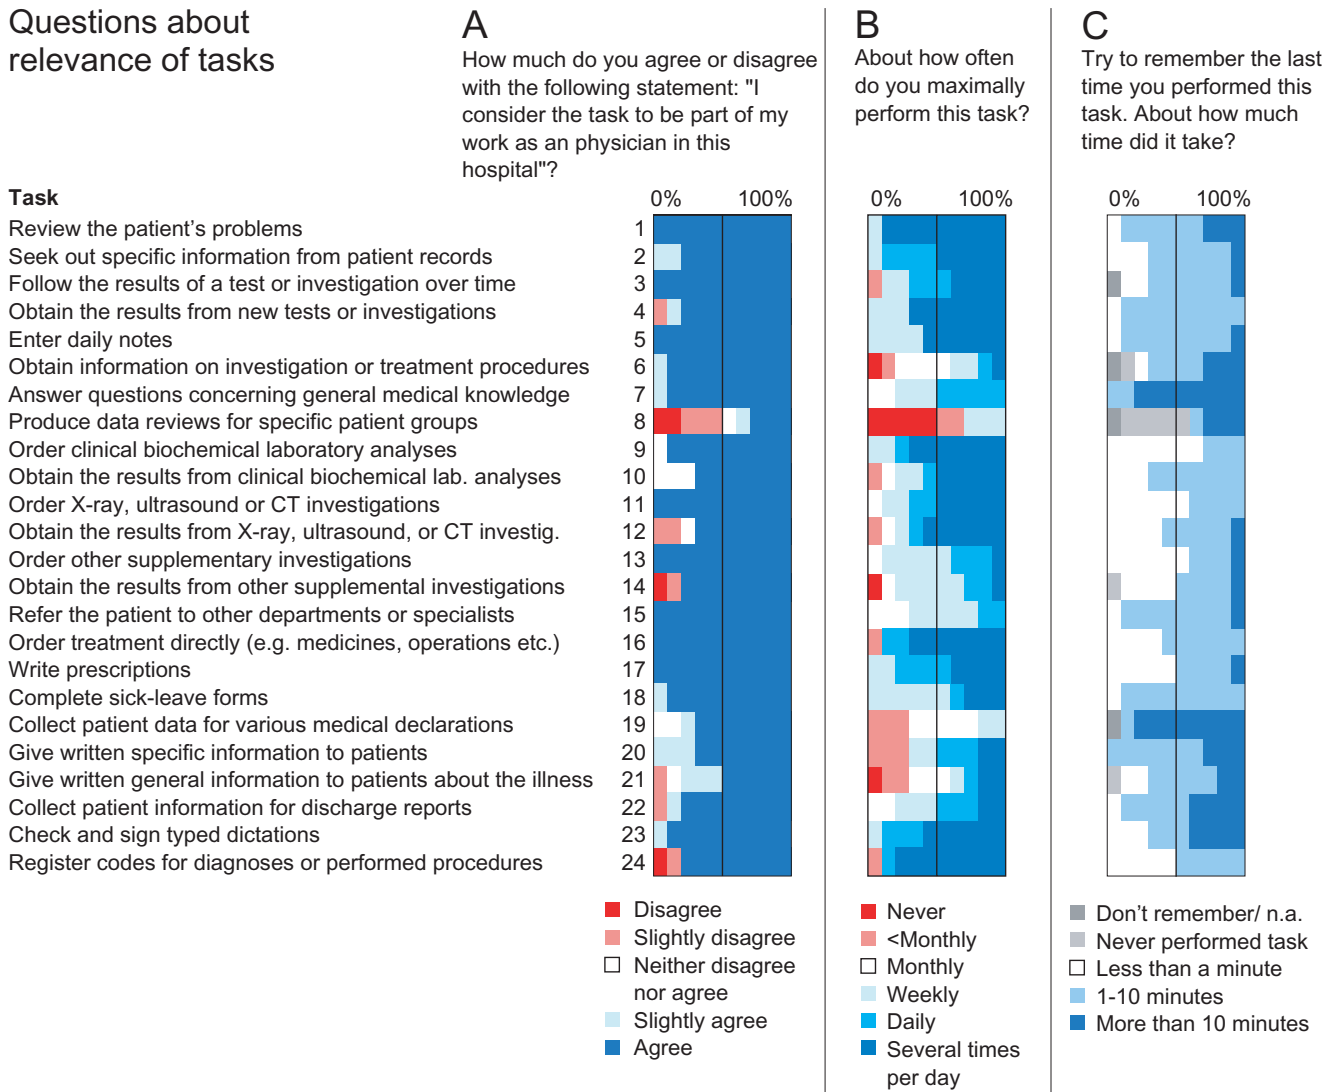 Questions about
relevance of tasks
A
How much do you agree or disagree
with the following statement: "I
consider the task to be part of my
work as an physician in this
hospital"?
B
About how often
do you maximally
perform this task?
C
Try to remember the last
time you performed this
task. About how much
time did it take?
Task 0% 100% 0% 100% 0% 100%
Review the patient's problems 1
Seek out specific information from patient records 2
Follow the results of a test or investigation over time 3
Obtain the results from new tests or investigations 4
Enter daily notes 5
Obtain information on investigation or treatment procedures 6
Answer questions concerning general medical knowledge 7
Produce data reviews for specific patient groups 8
Order clinical biochemical laboratory analyses 9
Obtain the results from clinical biochemical lab. analyses 10
Order X-ray, ultrasound or CT investigations 11
Obtain the results from X-ray, ultrasound, or CT investig. 12
Order other supplementary investigations 13
Obtain the results from other supplemental investigations 14
Refer the patient to other departments or specialists 15
Order treatment directly (e.g. medicines, operations etc.) 16
Write prescriptions 17
Complete sick-leave forms 18
Collect patient data for various medical declarations 19
Give written specific information to patients 20
Give written general information to patients about the illness 21
Collect patient information for discharge reports 22
Check and sign typed dictations 23
Register codes for diagnoses or performed procedures 24
Disagree
Slightly disagree
Neither disagree
nor agree
Slightly agree
Agree
Never
<Monthly
Monthly
Weekly
Daily
Several times
per day
Don't remember/ n.a.
Never performed task
Less than a minute
1-10 minutes
More than 10 minutes